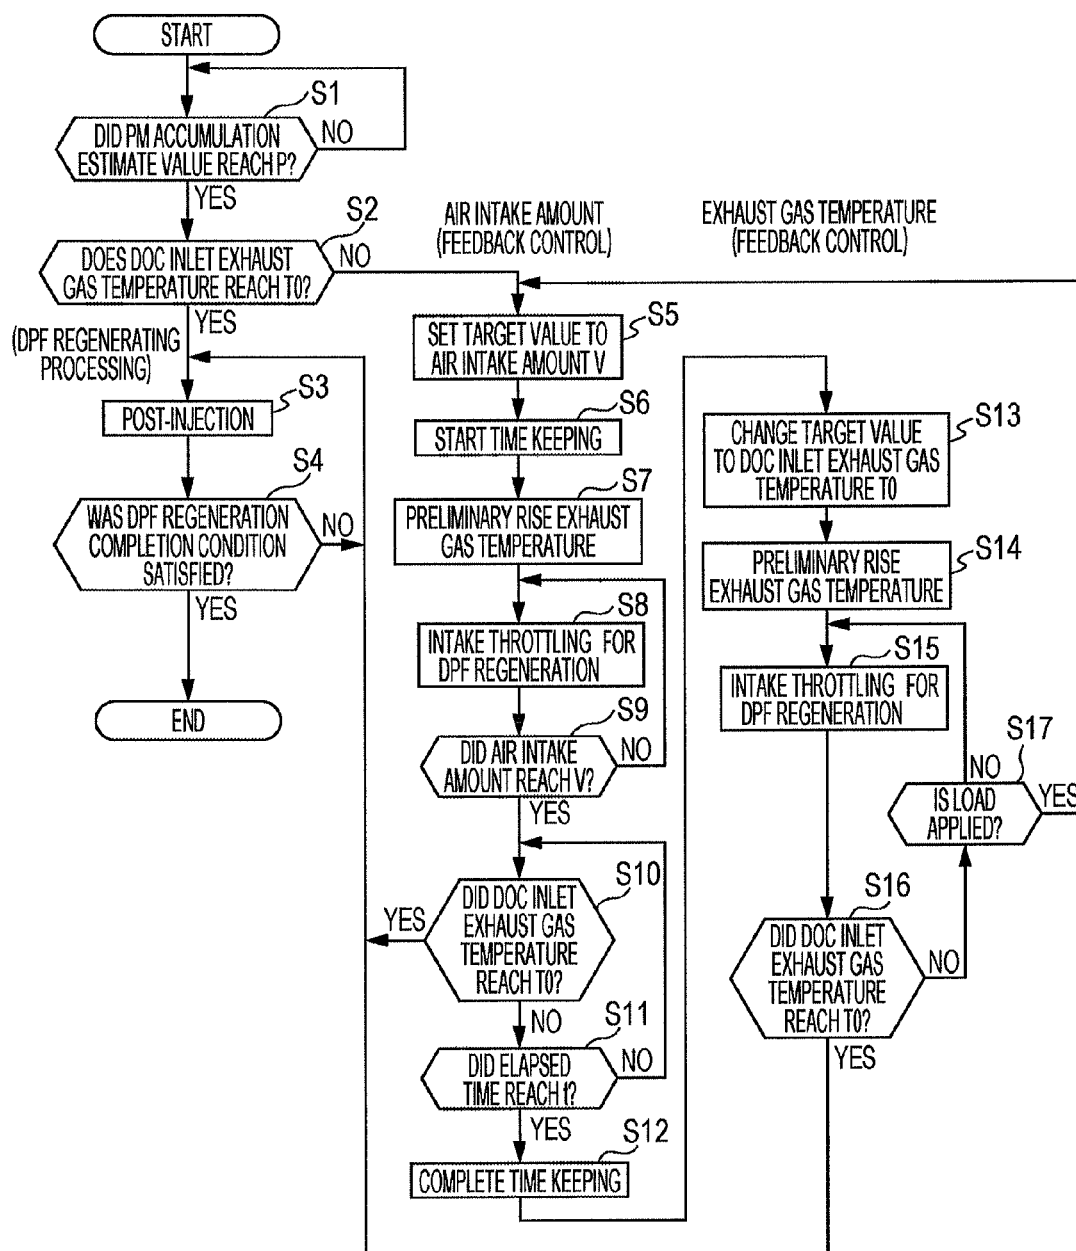 START
S1
DID PM ACCUMULATION
ESTIMATE VALUE REACH P?
NO
YES
S2
DOES DOC INLET EXHAUST
GAS TEMPERATURE REACH T0?
NO
YES
(DPF REGENERATING
PROCESSING)
S3
POST-INJECTION
S4
WAS DPF REGENERATION
COMPLETION CONDITION
SATISFIED?
NO
YES
END
AIR INTAKE AMOUNT
(FEEDBACK CONTROL)
S5
SET TARGET VALUE TO
AIR INTAKE AMOUNT V
S6
START TIME KEEPING
S7
PRELIMINARY RISE EXHAUST
GAS TEMPERATURE
S8
INTAKE THROTTLING FOR
DPF REGENERATION
S9
DID AIR INTAKE
AMOUNT REACH V?
NO
YES
S10
DID DOC INLET
EXHAUST GAS
TEMPERATURE
REACH T0?
YES
NO
S11
DID ELAPSED
TIME REACH t?
NO
YES
S12
COMPLETE TIME KEEPING
EXHAUST GAS TEMPERATURE
(FEEDBACK CONTROL)
S13
CHANGE TARGET VALUE
TO DOC INLET EXHAUST GAS
TEMPERATURE T0
S14
PRELIMINARY RISE
EXHAUST GAS TEMPERATURE
S15
INTAKE THROTTLING FOR
DPF REGENERATION
S17
NO
IS LOAD
APPLIED?
YES
S16
DID DOC INLET
EXHAUST GAS
TEMPERATURE
REACH T0?
NO
YES